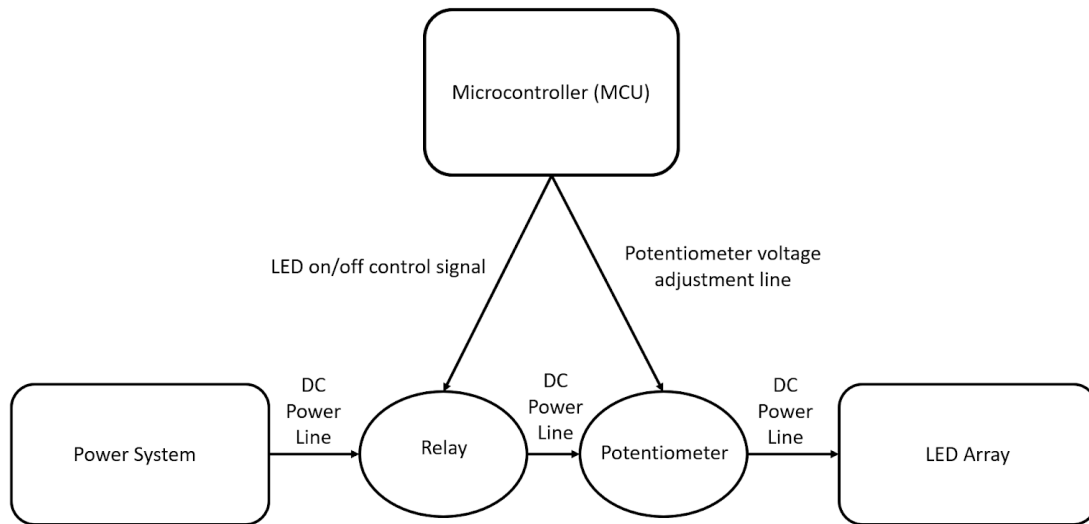 Microcontroller (MCU)
LED on/off control signal
Potentiometer voltage
adjustment line
Power System
DC
Power
Line
Relay
DC
Power
Line
Potentiometer
DC
Power
Line
LED Array